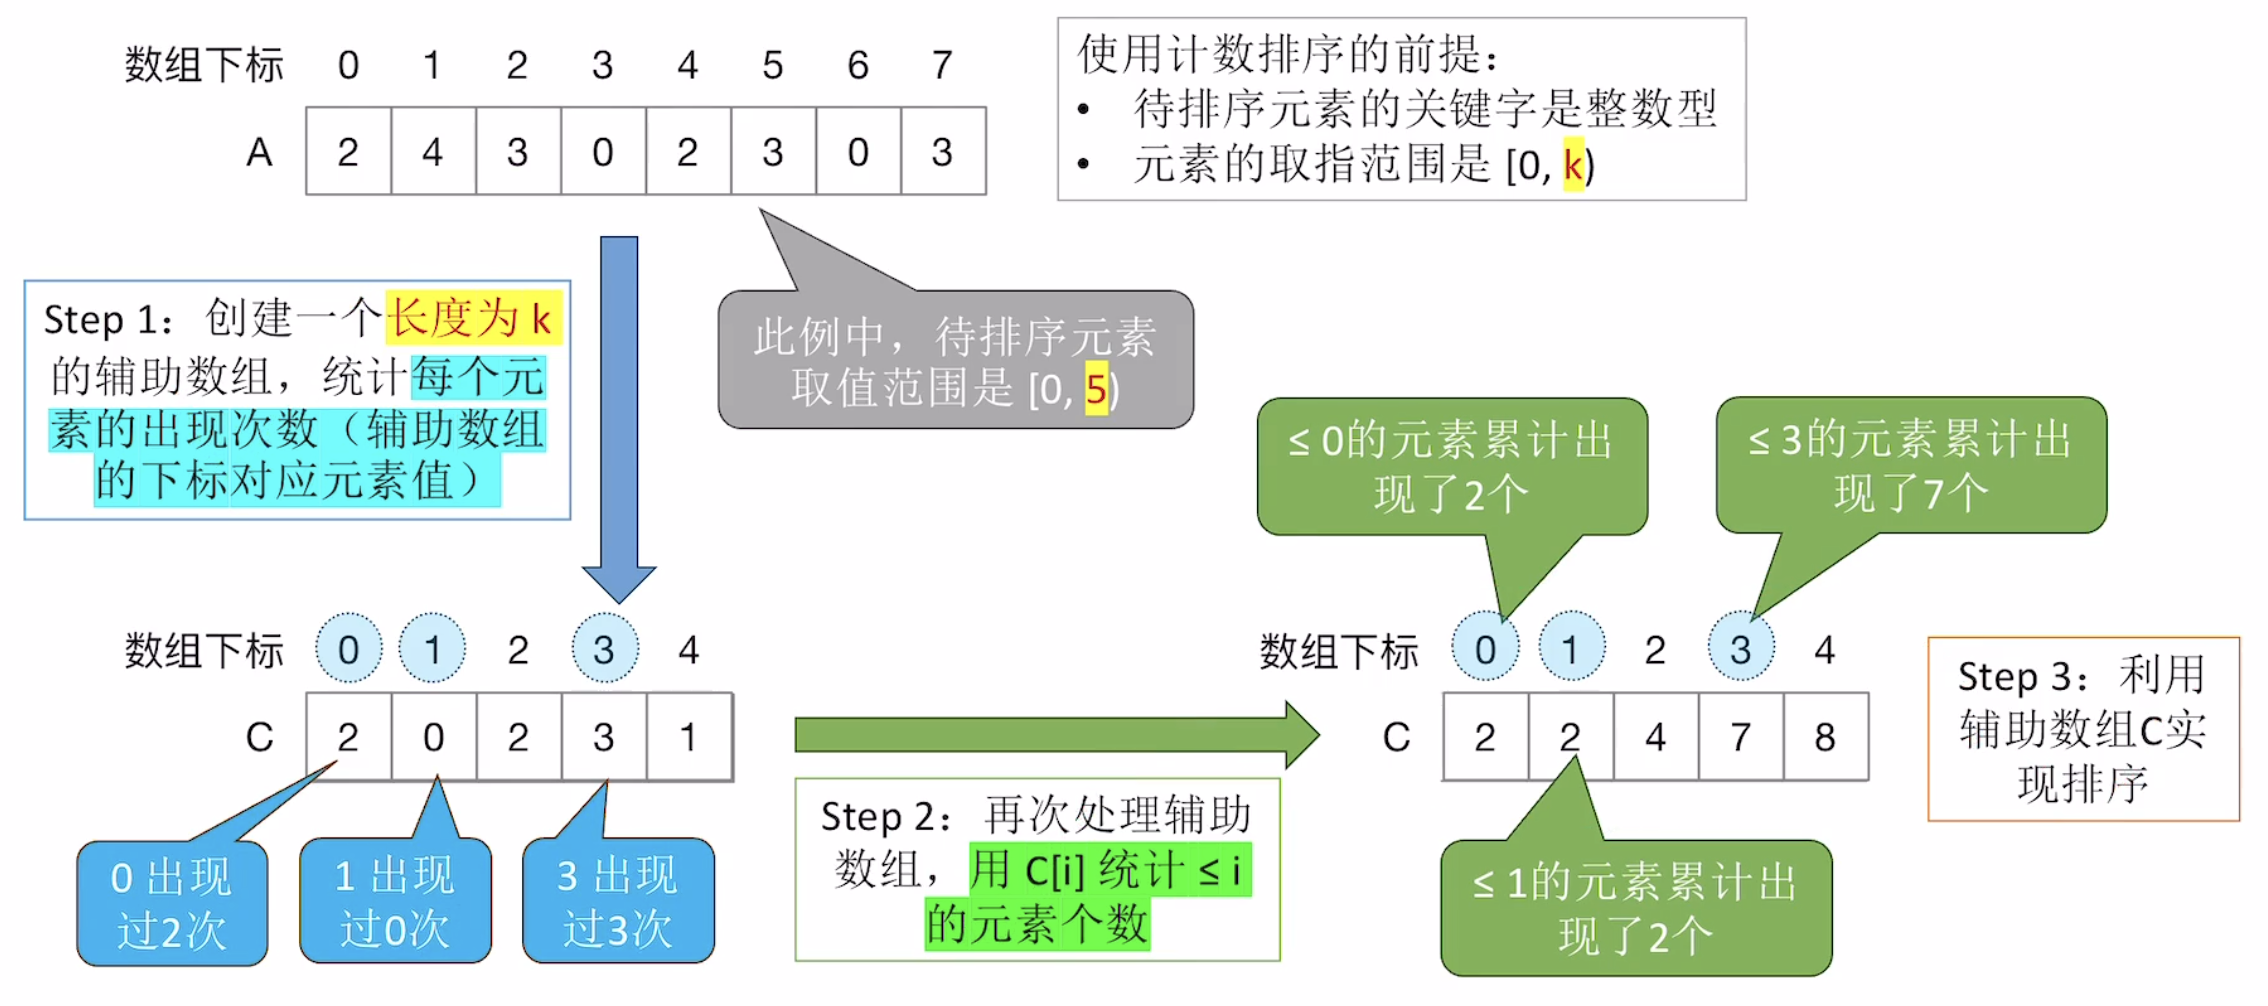 数组下标 0 1 2 3 4 5 6 7
A 2 4 3 0 2 3 0 3
使用计数排序的前提：
• 待排序元素的关键字是整数型
• 元素的取指范围是 [0, k)
此例中，待排序元素
取值范围是 [0, 5)
Step 1：创建一个长度为 k
的辅助数组，统计每个元
素的出现次数（辅助数组
的下标对应元素值）
数组下标 0 1 2 3 4
C 2 0 2 3 1
0 出现
过2次
1 出现
过0次
3 出现
过3次
Step 2：再次处理辅助
数组，用 C[i] 统计 ≤ i
的元素个数
≤ 0的元素累计出
现了2个
≤ 3的元素累计出
现了7个
数组下标 0 1 2 3 4
C 2 2 4 7 8
≤ 1的元素累计出
现了2个
Step 3：利用
辅助数组C实
现排序